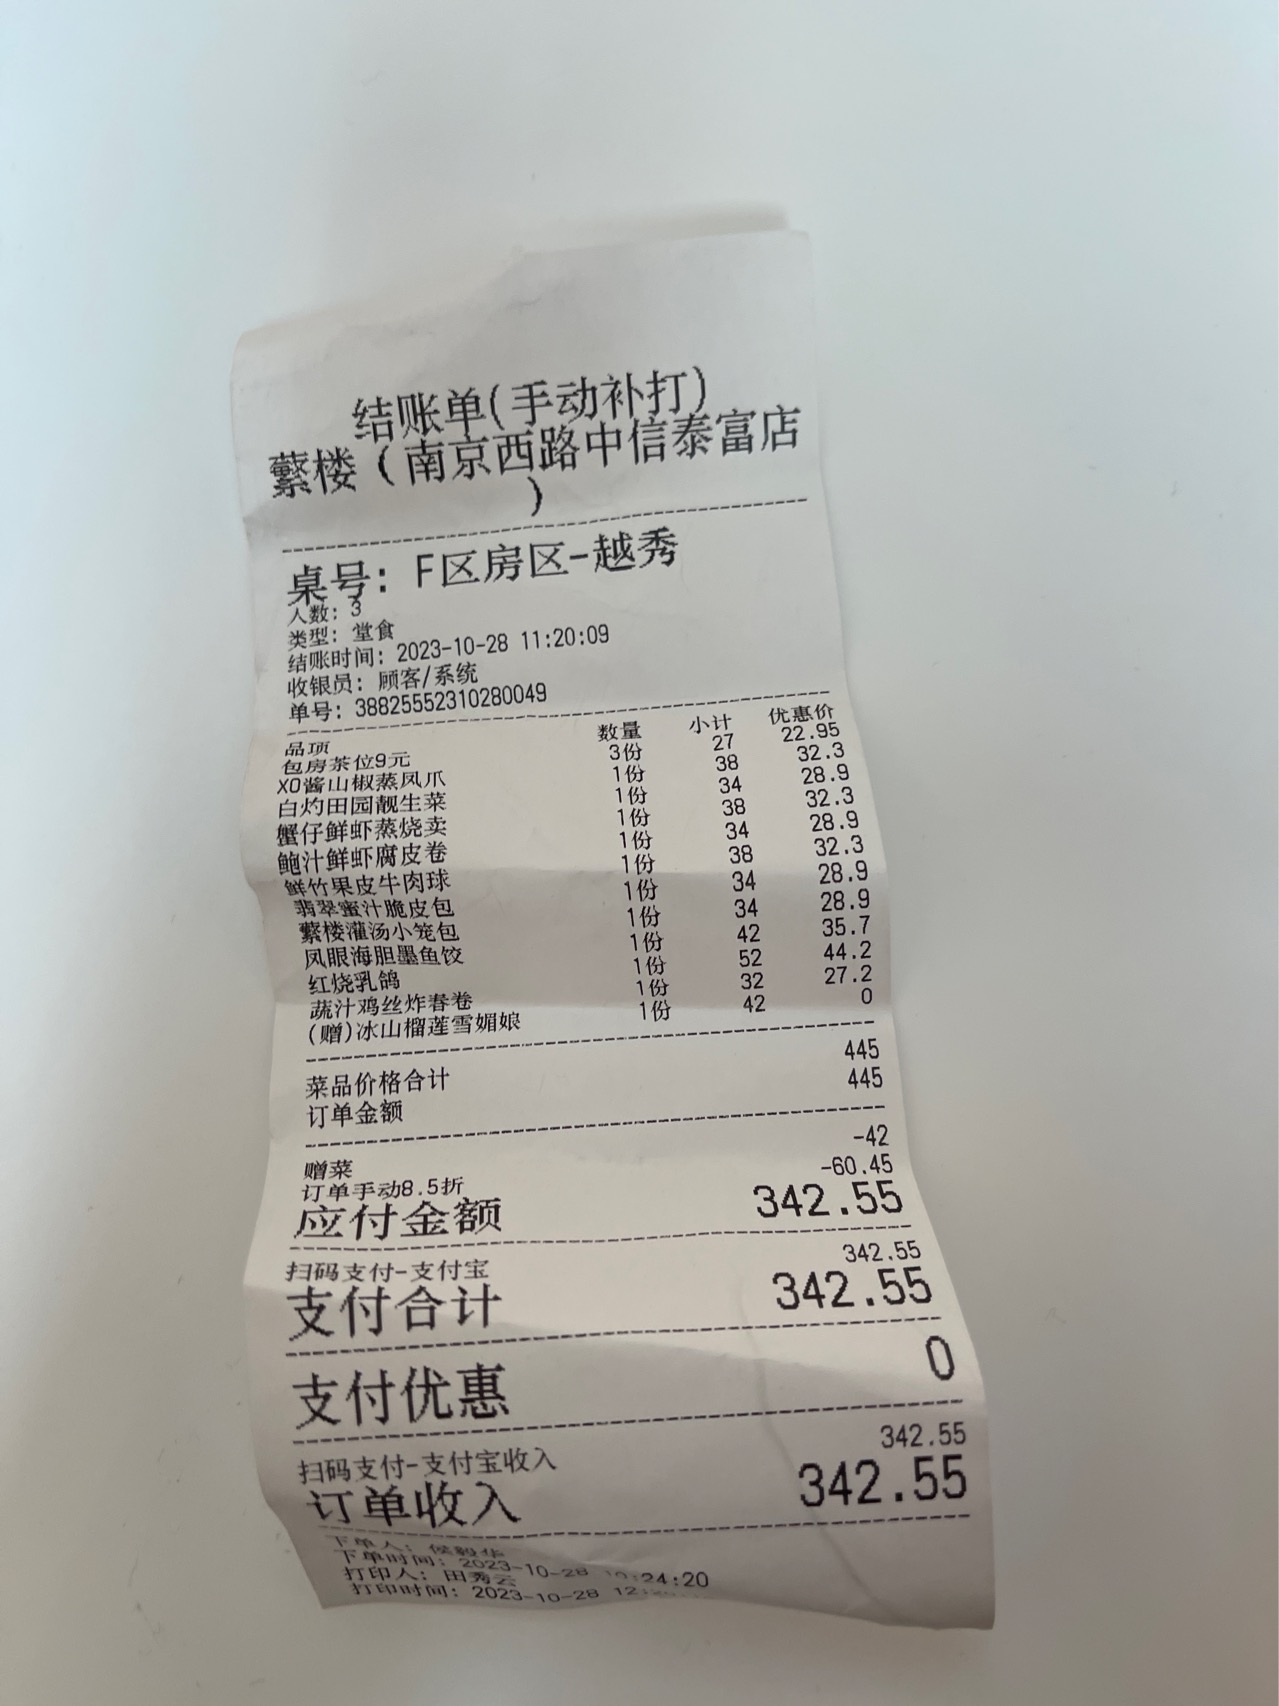 结账单(手动补打)
蘩楼（南京西路中信泰富店
）
桌号: F区房区-越秀
人数: 3
类型: 堂食
结账时间: 2023-10-28 11:20:09
收银员: 顾客/系统
单号: 38825552310280049
品项 数量 小计 优惠价
包房茶位9元 3份 27 22.95
XO酱山椒蒸凤爪 1份 38 32.3
白灼田园靓生菜 1份 34 28.9
蟹仔鲜虾蒸烧卖 1份 38 32.3
鲍汁鲜虾腐皮卷 1份 34 28.9
鲜竹果皮牛肉球 1份 38 32.3
翡翠蜜汁脆皮包 1份 34 28.9
蘩楼灌汤小笼包 1份 34 28.9
凤眼海胆墨鱼饺 1份 42 35.7
红烧乳鸽 1份 52 44.2
蔬汁鸡丝炸春卷 1份 32 27.2
(赠)冰山榴莲雪媚娘 1份 42 0
菜品价格合计 445
订单金额 445
赠菜 -42
订单手动8.5折 -60.45
应付金额 342.55
扫码支付-支付宝 342.55
支付合计 342.55
支付优惠 0
扫码支付-支付宝收入 342.55
订单收入 342.55
下单人: 侯毅华
下单时间: 2023-10-28 10:24:20
打印人: 田秀云
打印时间: 2023-10-28